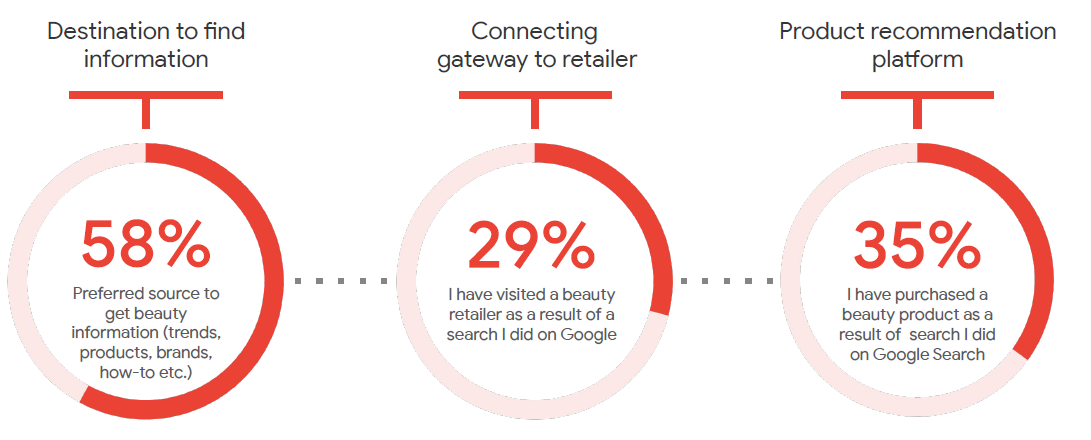 Destination to find
information
58%
Preferred source to
get beauty
information (trends,
products, brands,
how-to etc.)
Connecting
gateway to retailer
29%
I have visited a beauty
retailer as a result of a
search I did on Google
Product recommendation
platform
35%
I have purchased a
beauty product as a
result of search I did
on Google Search